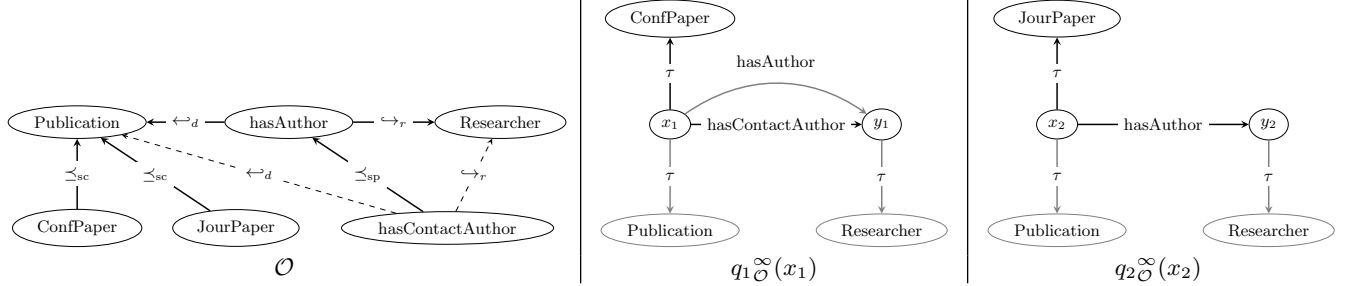 Publication
↩d
hasAuthor
↪r
Researcher
⪯sc
⪯sc
↩d
⪯sp
↪r
ConfPaper
JourPaper
hasContactAuthor
𝒪
ConfPaper
τ
hasAuthor
x₁
hasContactAuthor
y₁
τ
τ
Publication
Researcher
q₁𝒪^∞(x₁)
JourPaper
τ
x₂
hasAuthor
y₂
τ
τ
Publication
Researcher
q₂𝒪^∞(x₂)